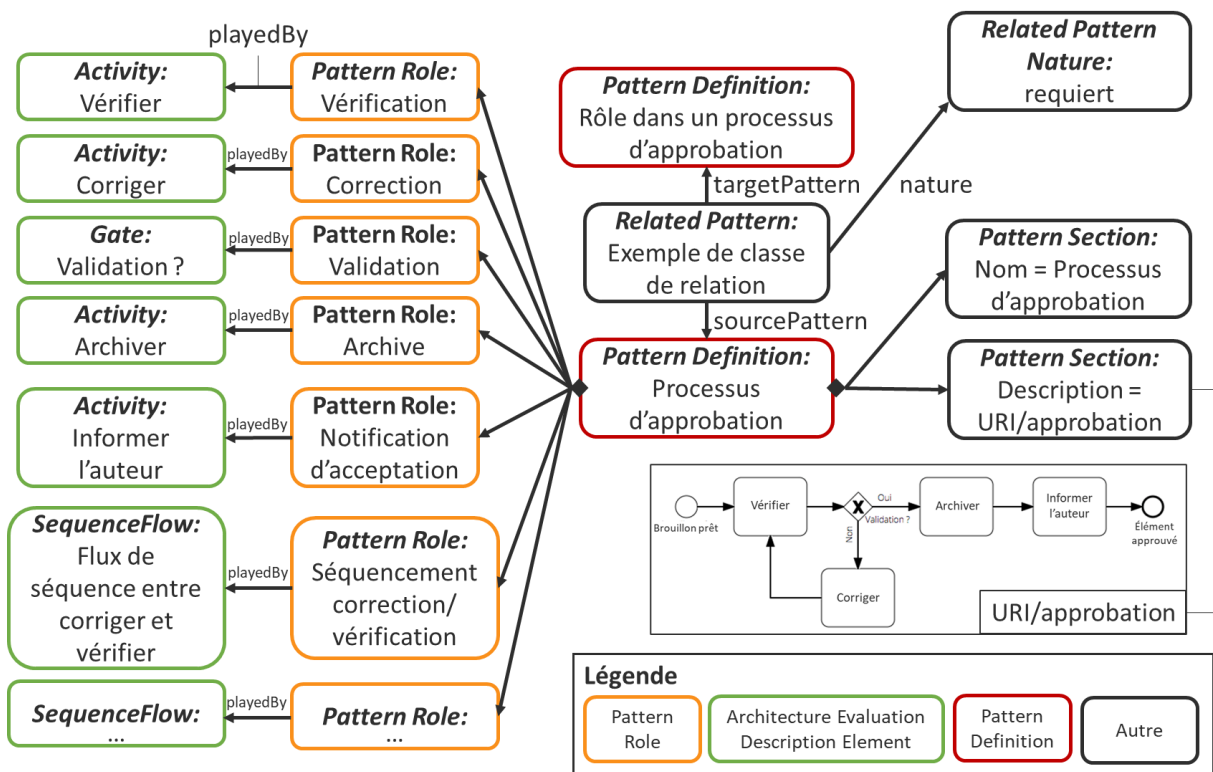 playedBy
Activity:
Vérifier
Pattern Role:
Vérification
Activity:
Corriger
playedBy
Pattern Role:
Correction
Gate:
Validation ?
playedBy
Pattern Role:
Validation
Activity:
Archiver
playedBy
Pattern Role:
Archive
Activity:
Informer
l'auteur
playedBy
Pattern Role:
Notification
d'acceptation
SequenceFlow:
Flux de
séquence entre
corriger et
vérifier
playedBy
Pattern Role:
Séquencement
correction/
vérification
SequenceFlow:
...
playedBy
Pattern Role:
...
Pattern Definition:
Rôle dans un processus
d'approbation
targetPattern
nature
Related Pattern
Nature:
requiert
Related Pattern:
Exemple de classe
de relation
sourcePattern
Pattern Definition:
Processus
d'approbation
Pattern Section:
Nom = Processus
d'approbation
Pattern Section:
Description =
URI/approbation
Brouillon prêt
Vérifier
X
Oui
Validation ?
Non
Archiver
Informer
l'auteur
Élément
approuvé
Corriger
URI/approbation
Légende
Pattern
Role
Architecture Evaluation
Description Element
Pattern
Definition
Autre